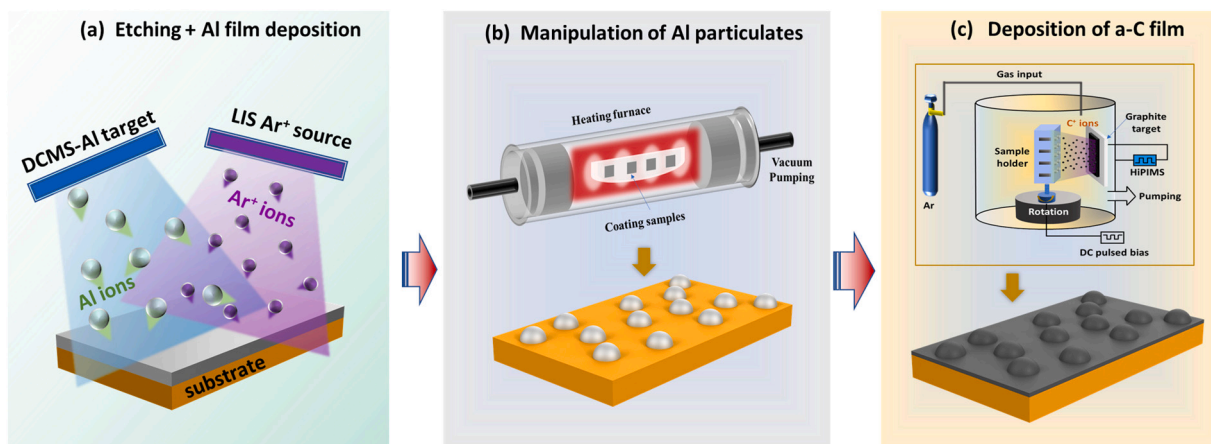 (a) Etching + Al film deposition
DCMS-Al target
LIS Ar⁺ source
Ar⁺ ions
Al ions
substrate
(b) Manipulation of Al particulates
Heating furnace
Vacuum
Pumping
Coating samples
(c) Deposition of a-C film
Gas input
C⁺ ions
Graphite
target
Sample
holder
HiPIMS
Pumping
Ar
Rotation
DC pulsed bias